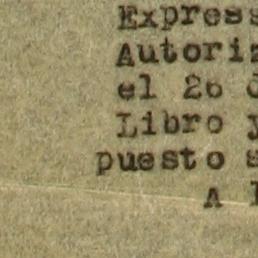 Express
Autoriz
el 26 d
Libro y
puesto s
A l